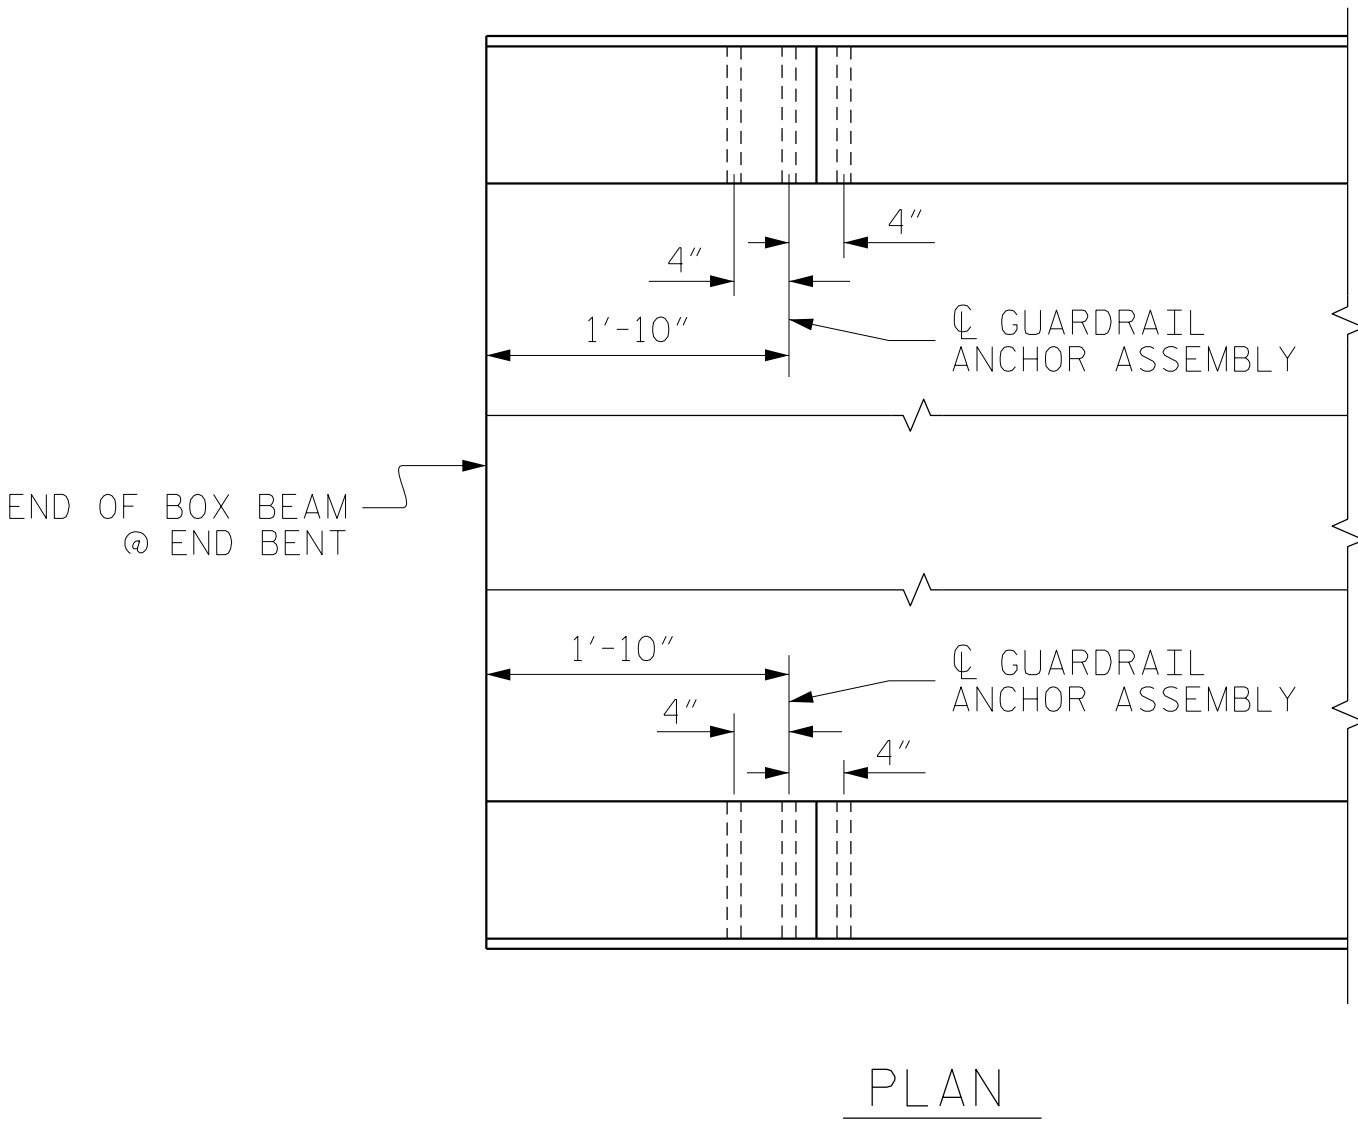 4″
4″
1′-10″
℄ GUARDRAIL
ANCHOR ASSEMBLY
END OF BOX BEAM
@ END BENT
1′-10″
℄ GUARDRAIL
ANCHOR ASSEMBLY
4″
4″
PLAN